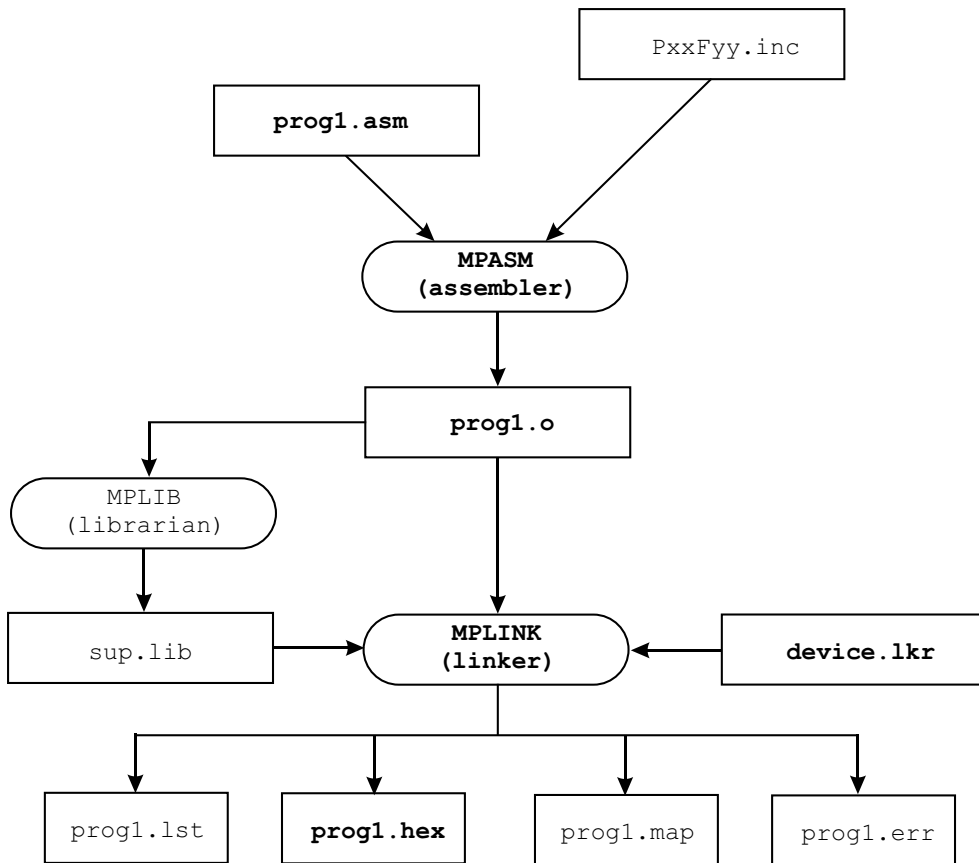 PxxFyy.inc
prog1.asm
MPASM
(assembler)
prog1.o
MPLIB
(librarian)
sup.lib
MPLINK
(linker)
device.lkr
prog1.lst
prog1.hex
prog1.map
prog1.err